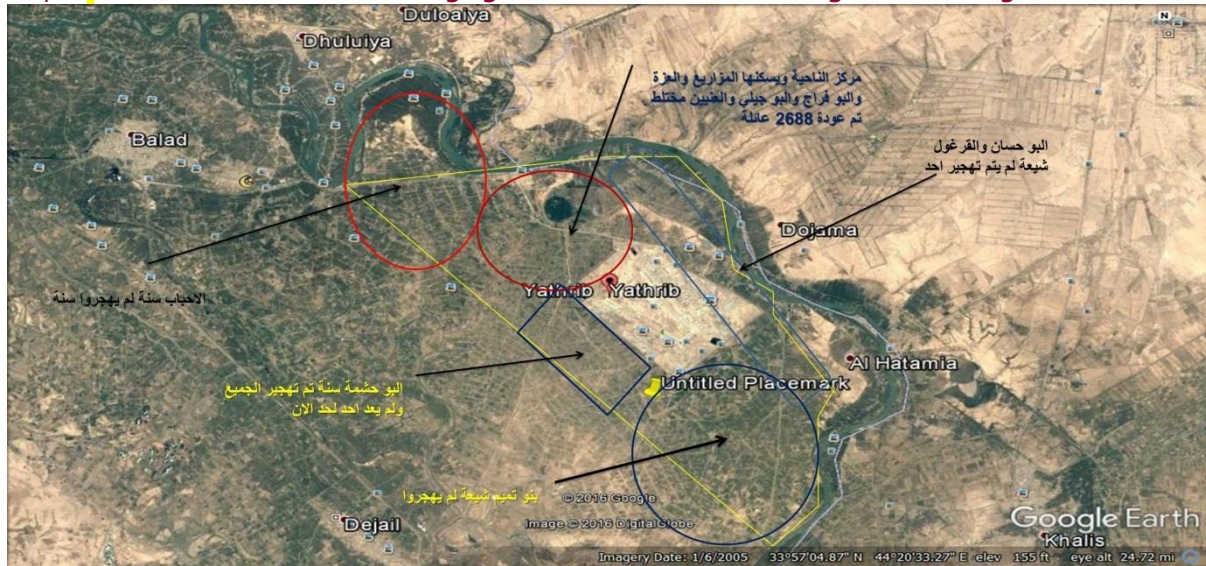 Duloaiya
Dhuluiya
N
مركز الناحية ويسكنها المزاريع والعزة
والبو فراج والبو جيلي والعنبين مختلط
تم عودة 2688 عائلة
Balad
البو حسان والقرغول
شيعة لم يتم تهجير احد
Dojama
الاحباب سنة لم يهجروا سنة
Yathrib Yathrib
Al Hatamia
البو حشمة سنة تم تهجير الجميع
ولم يعد احد لحد الان
Untitled Placemark
بنو تميم شيعة لم يهجروا
© 2016 Google
Dejail
Image © 2016 DigitalGlobe
Google Earth
Khalis
Imagery Date: 1/6/2005 33°57'04.87" N 44°20'33.27" E elev 155 ft eye alt 24.72 mi